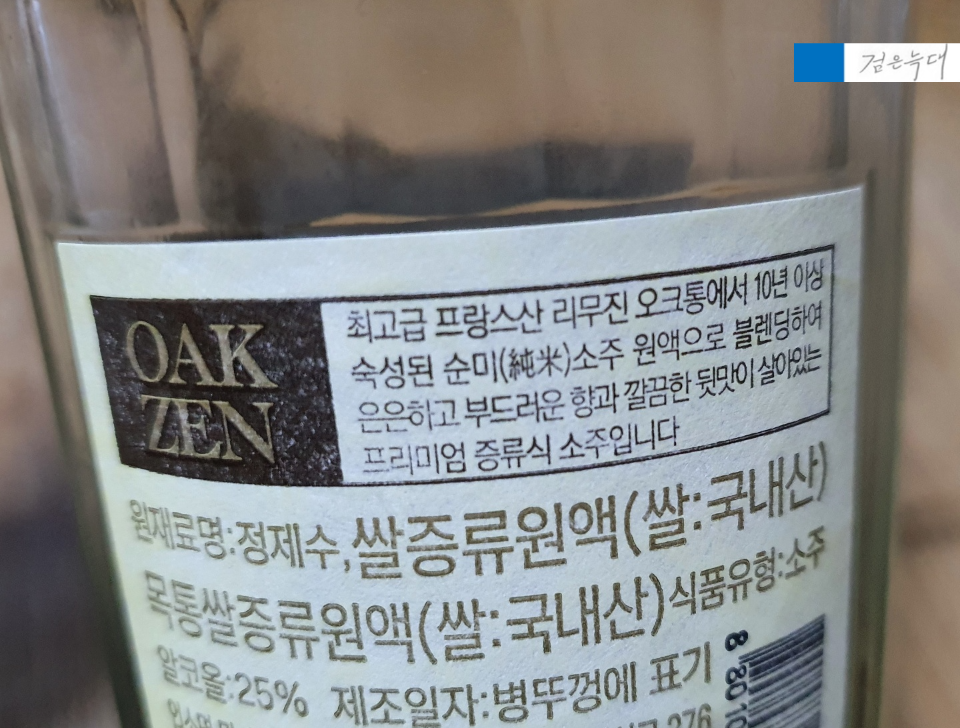 검은늑대
OAK
ZEN
최고급 프랑스산 리무진 오크통에서 10년 이상
숙성된 순미(純米)소주 원액으로 블렌딩하여
은은하고 부드러운 향과 깔끔한 뒷맛이 살아있는
프리미엄 증류식 소주입니다
원재료명:정제수,쌀증류원액(쌀:국내산)
목통쌀증류원액(쌀:국내산)식품유형:소주
알코올:25% 제조일자:병뚜껑에 표기
276
8 8010